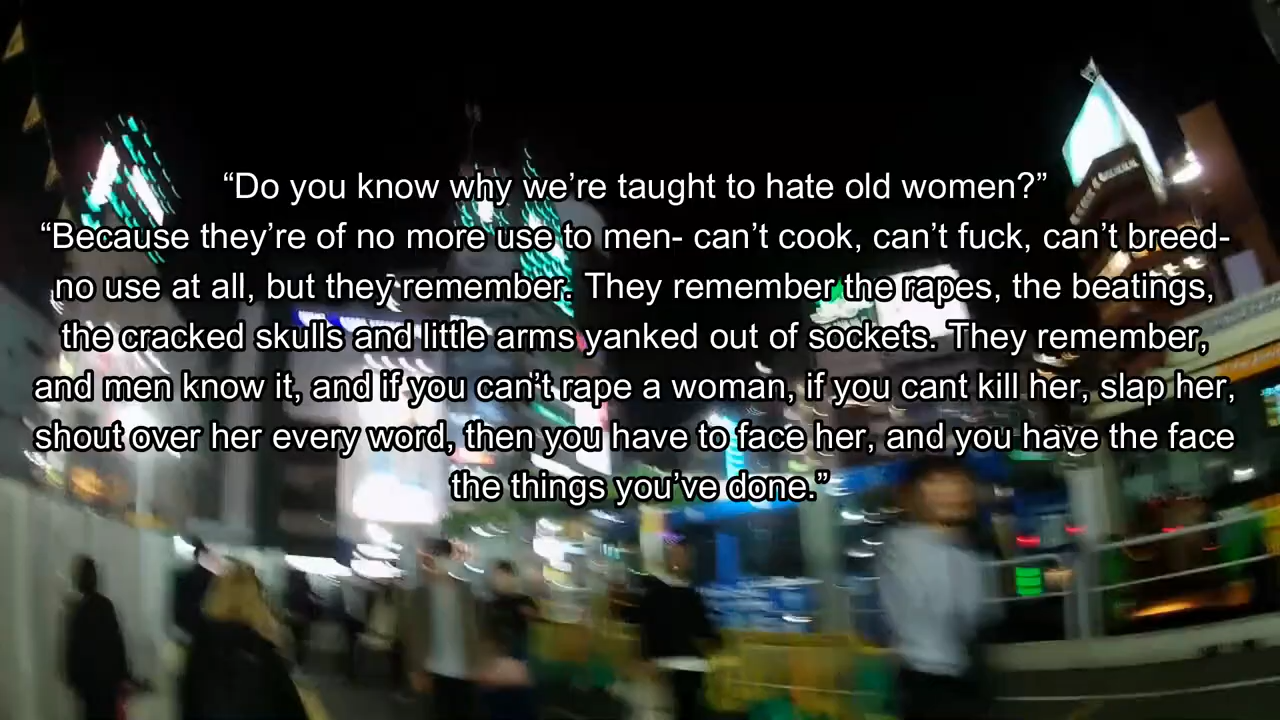 “Do you know why we’re taught to hate old women?”
“Because they’re of no more use to men- can’t cook, can’t fuck, can’t breed-
no use at all, but they remember. They remember the rapes, the beatings,
the cracked skulls and little arms yanked out of sockets. They remember,
and men know it, and if you can’t rape a woman, if you cant kill her, slap her,
shout over her every word, then you have to face her, and you have the face
the things you’ve done.”